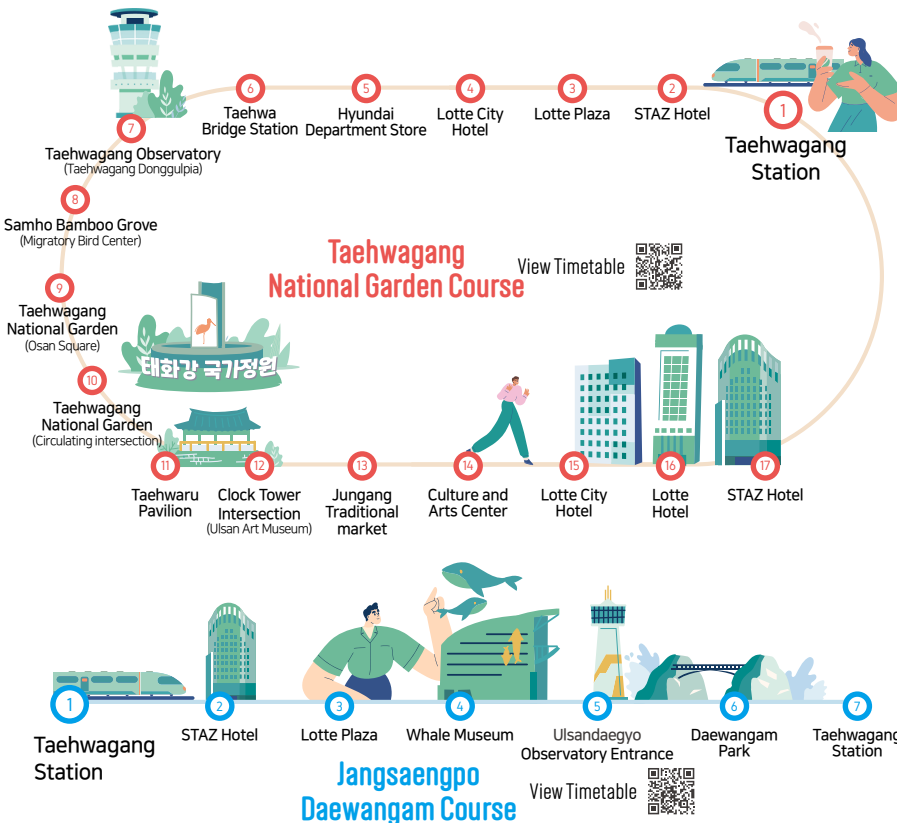 1
Taehwagang
Station
2
STAZ Hotel
3
Lotte Plaza
4
Lotte City
Hotel
5
Hyundai
Department Store
6
Taehwa
Bridge Station
7
Taehwagang Observatory
(Taehwagang Donggulpia)
8
Samho Bamboo Grove
(Migratory Bird Center)
9
Taehwagang
National Garden
(Osan Square)
10
Taehwagang
National Garden
(Circulating intersection)
Taehwagang
National Garden Course
View Timetable
태화강 국가정원
11
Taehwaru
Pavilion
12
Clock Tower
Intersection
(Ulsan Art Museum)
13
Jungang
Traditional
market
14
Culture and
Arts Center
15
Lotte City
Hotel
16
Lotte
Hotel
17
STAZ Hotel
1
Taehwagang
Station
2
STAZ Hotel
3
Lotte Plaza
4
Whale Museum
5
Ulsandaegyo
Observatory Entrance
6
Daewangam
Park
7
Taehwagang
Station
Jangsaengpo
Daewangam Course
View Timetable